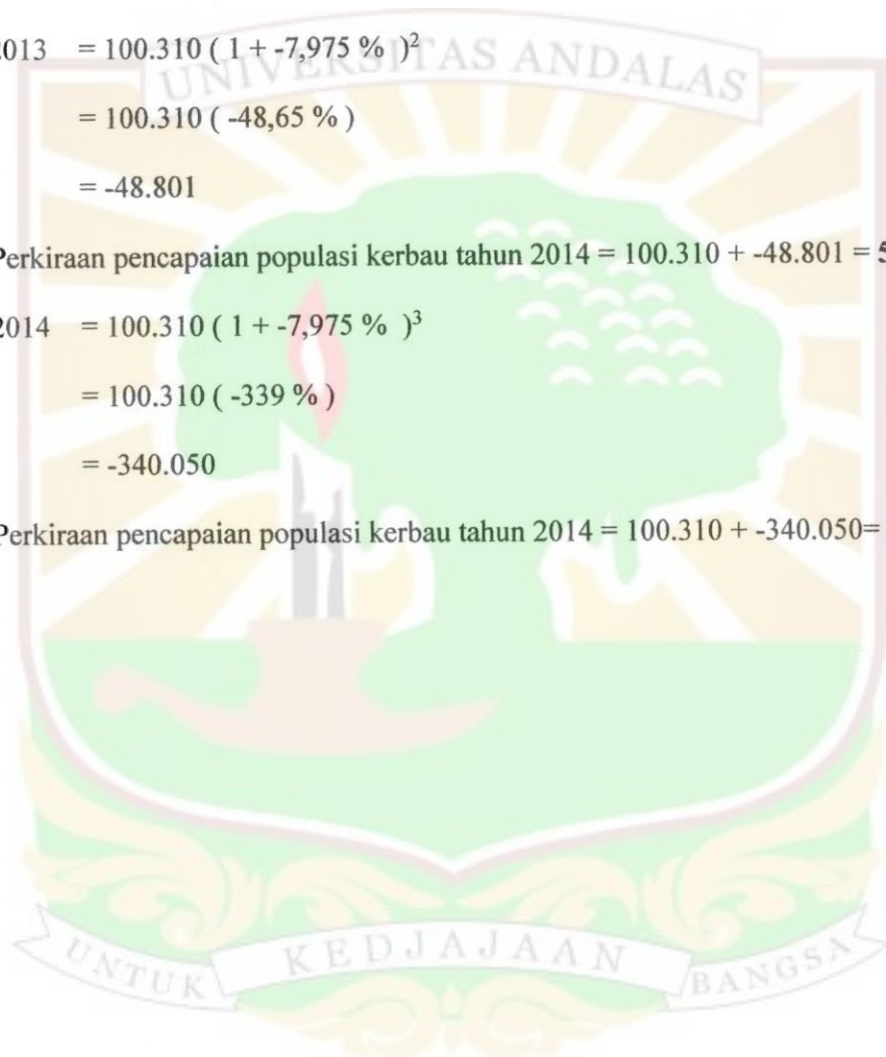 UNIVERSITAS ANDALAS
013 = 100.310 ( 1 + -7,975 % )²
= 100.310 ( -48,65 % )
= -48.801
Perkiraan pencapaian populasi kerbau tahun 2014 = 100.310 + -48.801 = 5
2014 = 100.310 ( 1 + -7,975 % )³
= 100.310 ( -339 % )
= -340.050
Perkiraan pencapaian populasi kerbau tahun 2014 = 100.310 + -340.050=
UNTUK KEDJAJAAN BANGSA